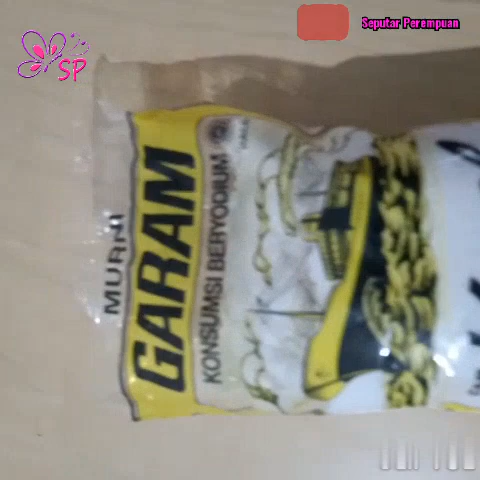 Seputar Perempuan
SP
MURNI
GARAM
KONSUMSI BERYODIUM